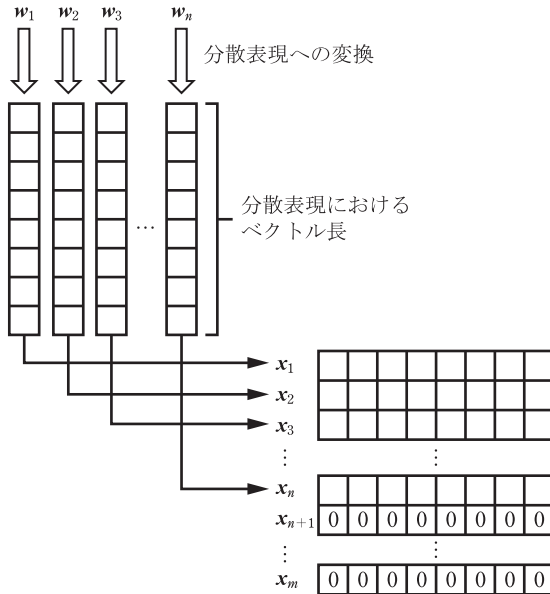 w1 w2 w3 wn
分散表現への変換
…
分散表現における
ベクトル長
x1
x2
x3
⋮ ⋮
xn
xn+1 0 0 0 0 0 0 0 0
⋮ ⋮
xm 0 0 0 0 0 0 0 0